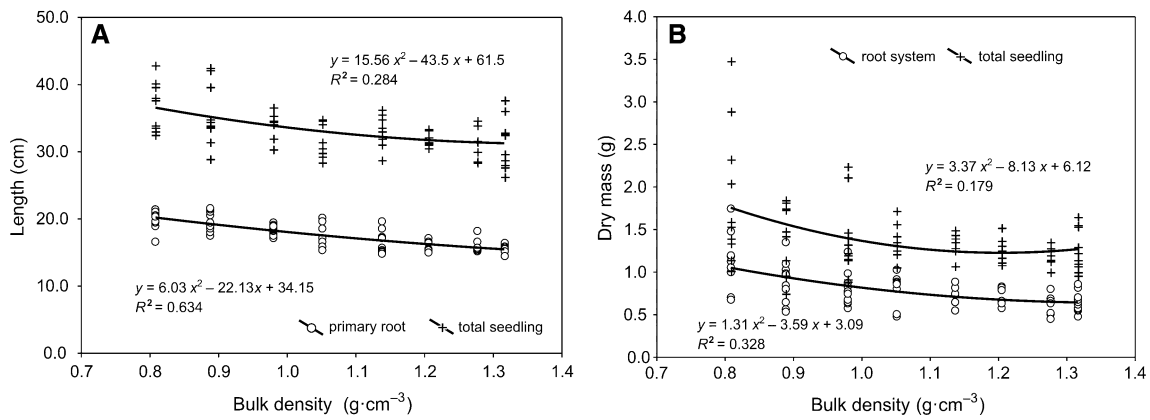 A
50.0
40.0
30.0
20.0
10.0
0.0
Length (cm)
y = 15.56 x² – 43.5 x + 61.5
R² = 0.284
y = 6.03 x² – 22.13x + 34.15
R² = 0.634
primary root total seedling
0.7 0.8 0.9 1.0 1.1 1.2 1.3 1.4
Bulk density (g·cm⁻³)
B
4.0
3.5
3.0
2.5
2.0
1.5
1.0
0.5
0.0
Dry mass (g)
root system total seedling
y = 3.37 x² – 8.13 x + 6.12
R² = 0.179
y = 1.31 x² – 3.59 x + 3.09
R² = 0.328
0.7 0.8 0.9 1.0 1.1 1.2 1.3 1.4
Bulk density (g·cm⁻³)